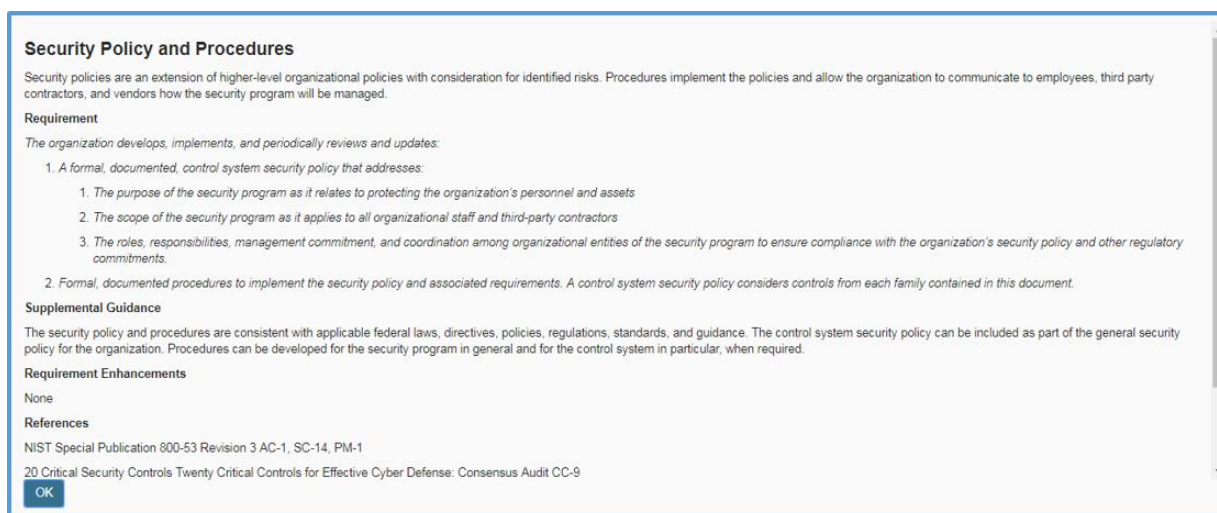 Security Policy and Procedures
Security policies are an extension of higher-level organizational policies with consideration for identified risks. Procedures implement the policies and allow the organization to communicate to employees, third party
contractors, and vendors how the security program will be managed.
Requirement
The organization develops, implements, and periodically reviews and updates:
1. A formal, documented, control system security policy that addresses:
1. The purpose of the security program as it relates to protecting the organization's personnel and assets
2. The scope of the security program as it applies to all organizational staff and third-party contractors
3. The roles, responsibilities, management commitment, and coordination among organizational entities of the security program to ensure compliance with the organization's security policy and other regulatory
commitments.
2. Formal, documented procedures to implement the security policy and associated requirements. A control system security policy considers controls from each family contained in this document.
Supplemental Guidance
The security policy and procedures are consistent with applicable federal laws, directives, policies, regulations, standards, and guidance. The control system security policy can be included as part of the general security
policy for the organization. Procedures can be developed for the security program in general and for the control system in particular, when required.
Requirement Enhancements
None
References
NIST Special Publication 800-53 Revision 3 AC-1, SC-14, PM-1
20 Critical Security Controls Twenty Critical Controls for Effective Cyber Defense: Consensus Audit CC-9
OK